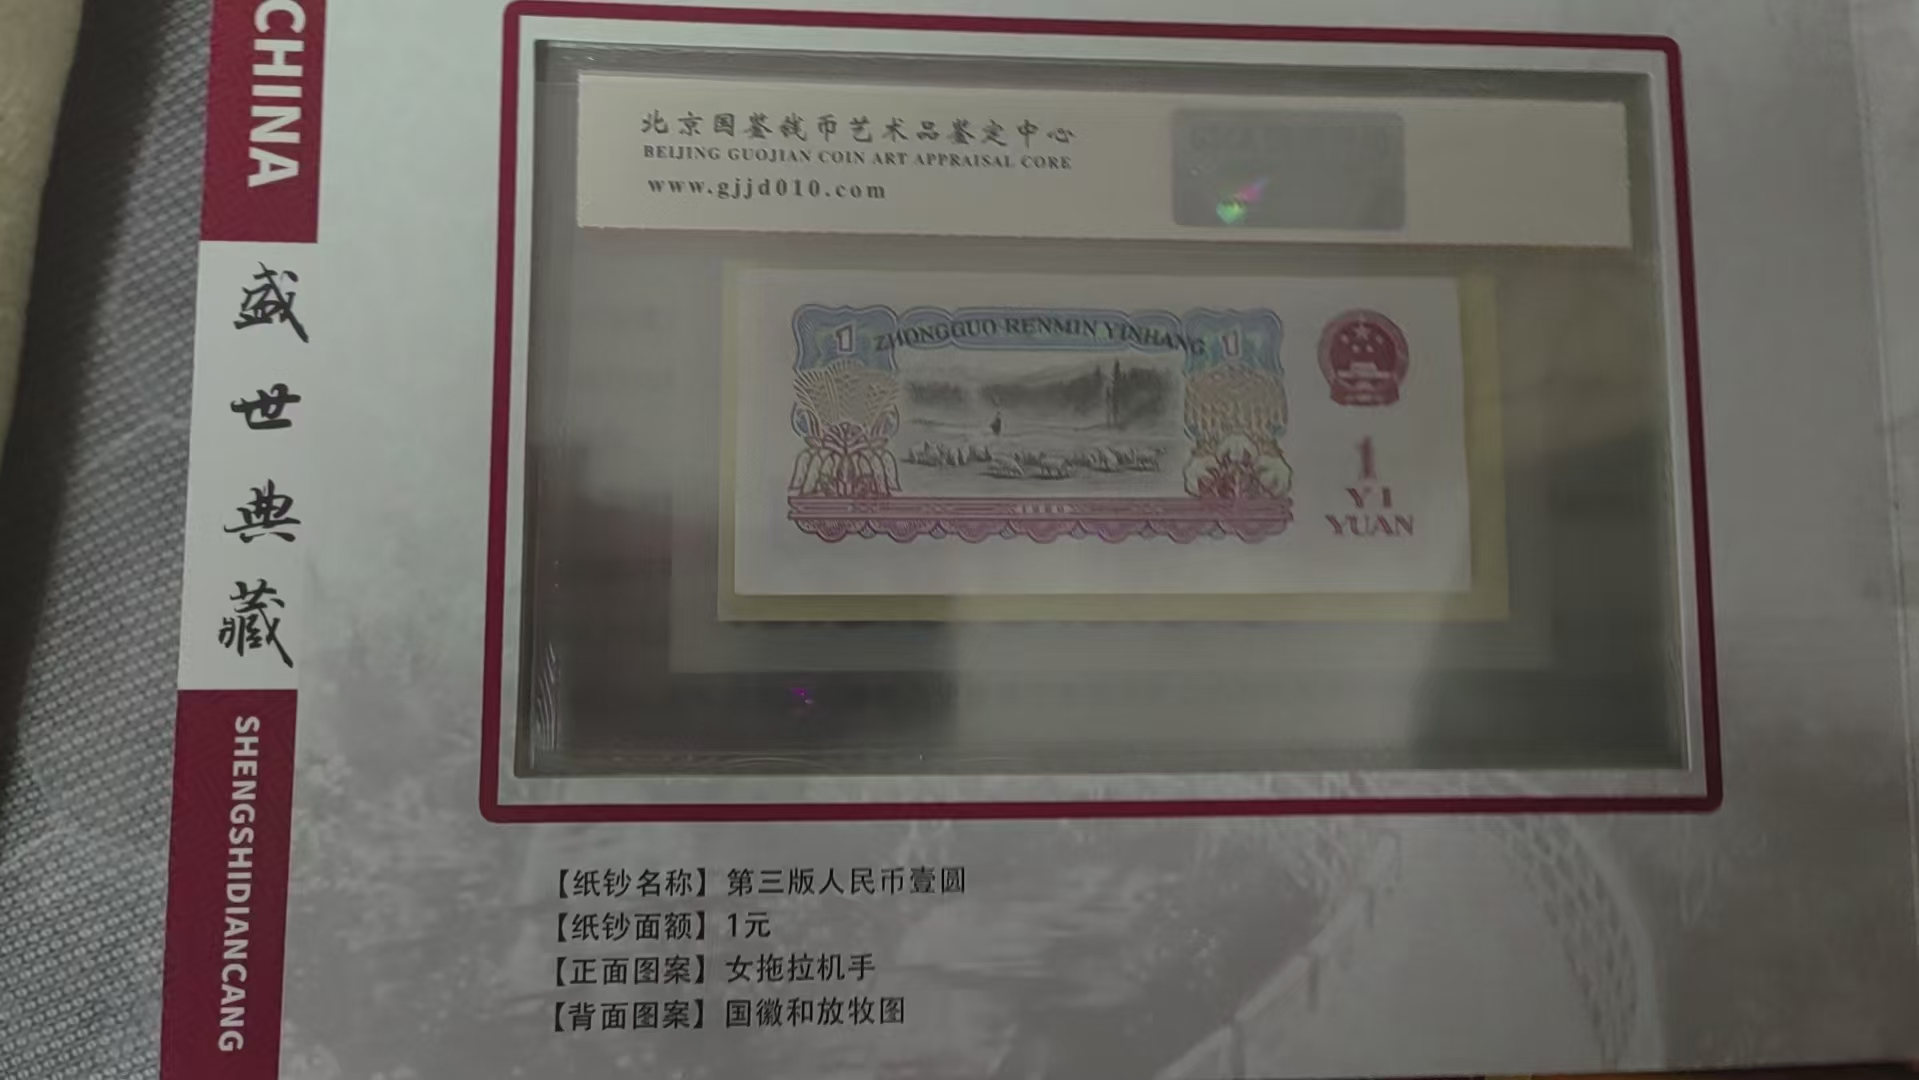 CHINA
盛世典藏
SHENGSHIDIANCANG
北京国鉴钱币艺术品鉴定中心
BEIJING GUOJIAN COIN ART APPRAISAL CORE
www.gjjd010.com
1 ZHONGGUO RENMIN YINHANG 1
1960
1
YI
YUAN
【纸钞名称】第三版人民币壹圆
【纸钞面额】1元
【正面图案】女拖拉机手
【背面图案】国徽和放牧图